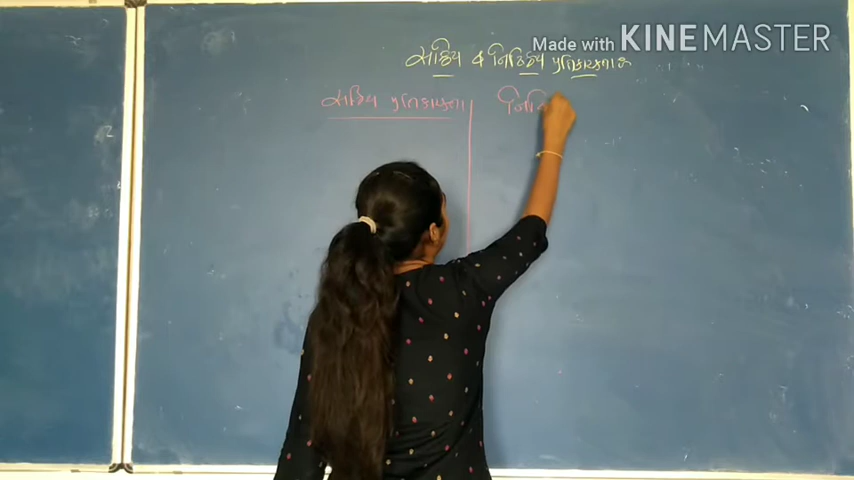 Made with KINEMASTER
સક્રિય & નિષ્ક્રિય પ્રતિકારકતા
સક્રિય પ્રતિકારકતા
નિ